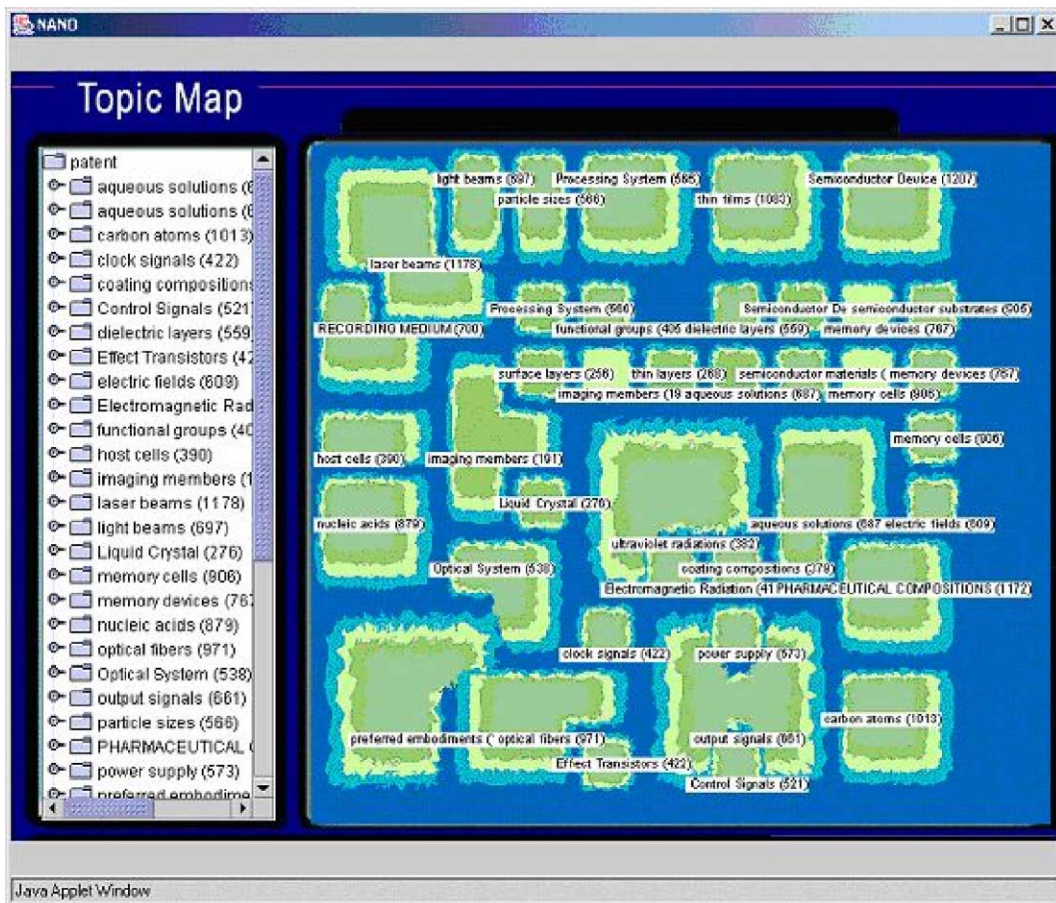 NANO
Topic Map
patent
aqueous solutions (6
aqueous solutions (6
carbon atoms (1013)
clock signals (422)
coating compositions
Control Signals (521)
dielectric layers (559)
Effect Transistors (42
electric fields (609)
Electromagnetic Rad
functional groups (40
host cells (390)
imaging members (1
laser beams (1178)
light beams (697)
Liquid Crystal (276)
memory cells (906)
memory devices (767
nucleic acids (879)
optical fibers (971)
Optical System (538)
output signals (661)
particle sizes (566)
PHARMACEUTICAL C
power supply (573)
preferred embodime
light beams (697) Processing System (566) Semiconductor Device (1207)
particle sizes (566) thin films (1083)
laser beams (1178)
Processing System (560) Semiconductor De semiconductor substrates (905)
RECORDING MEDIUM (700) functional groups (405 dielectric layers (559) memory devices (767)
surface layers (256) thin layers (268) semiconductor materials ( memory devices (767)
imaging members (19 aqueous solutions (687) memory cells (906)
memory cells (906)
host cells (390) imaging members (191)
Liquid Crystal (276)
nucleic acids (879) aqueous solutions (687 electric fields (609)
ultraviolet radiations (382)
Optical System (538) coating compositions (379)
Electromagnetic Radiation (41 PHARMACEUTICAL COMPOSITIONS (1172)
clock signals (422) power supply (573)
carbon atoms (1013)
preferred embodiments ( optical fibers (971) output signals (661)
Effect Transistors (422)
Control Signals (521)
Java Applet Window